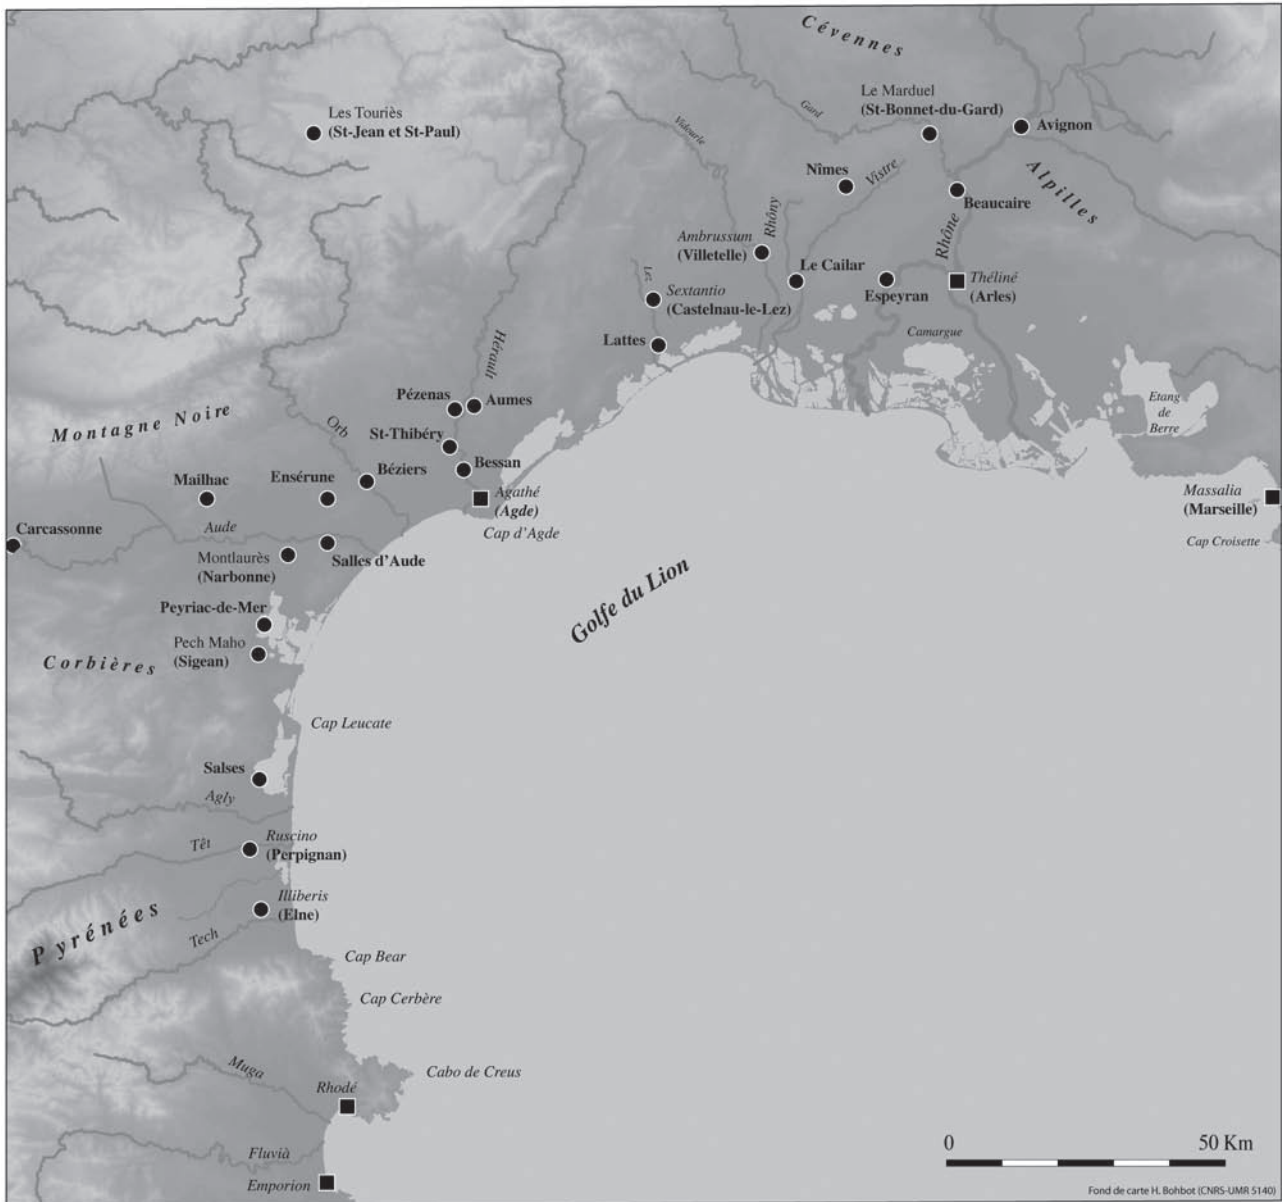 Cévennes
Les Touriès
(St-Jean et St-Paul)
Le Marduel
(St-Bonnet-du-Gard)
Gard
Avignon
Vidourle
Nîmes
Vistre
Alpilles
Beaucaire
Rhône
Rhôny
Ambrussum
(Villetelle)
Lez
Le Cailar
Espeyran
Théliné
(Arles)
Sextantio
(Castelnau-le-Lez)
Lattes
Camargue
Hérault
Etang
de
Berre
Pézenas
Aumes
Montagne Noire
Orb
St-Thibéry
Bessan
Béziers
Ensérune
Mailhac
Agathé
(Agde)
Cap d'Agde
Massalia
(Marseille)
Cap Croisette
Carcassonne
Aude
Montlaurès
(Narbonne)
Salles d'Aude
Golfe du Lion
Peyriac-de-Mer
Pech Maho
(Sigean)
Corbières
Cap Leucate
Salses
Agly
Têt
Ruscino
(Perpignan)
Illiberis
(Elne)
Pyrénées
Tech
Cap Bear
Cap Cerbère
Muga
Cabo de Creus
Rhodé
Fluvià
Emporion
0 50 Km
Fond de carte H. Bohbot (CNRS-UMR 5140)